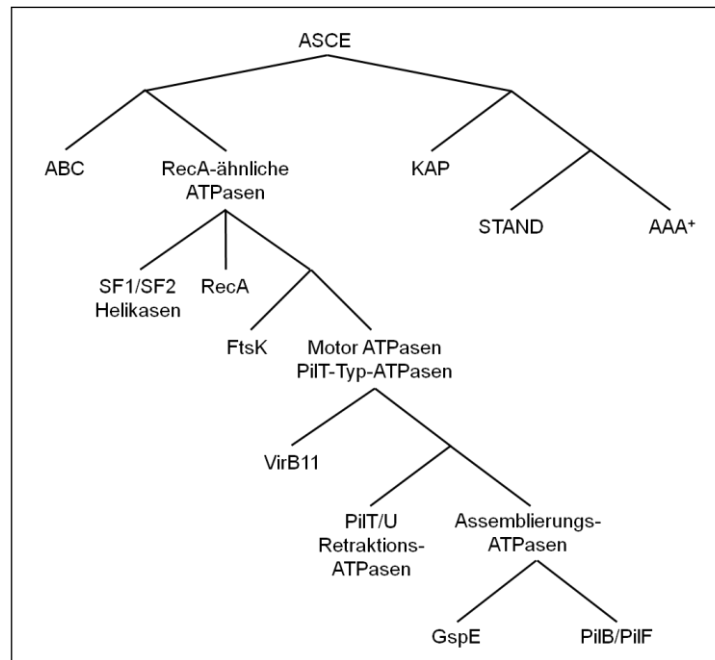 ASCE
ABC
RecA-ähnliche
ATPasen
KAP
STAND
AAA⁺
SF1/SF2
Helikasen
RecA
FtsK
Motor ATPasen
PilT-Typ-ATPasen
VirB11
PilT/U
Retraktions-
ATPasen
Assemblierungs-
ATPasen
GspE
PilB/PilF